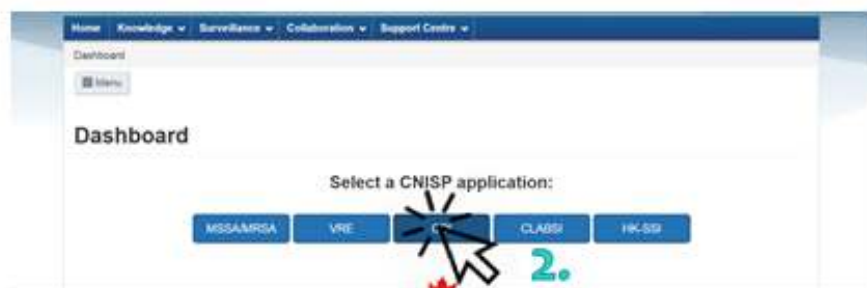 Home Knowledge Surveillance Collaboration Support Centre
Dashboard
Menu
Dashboard
Select a CNISP application:
MSSA/MRSA VRE CLABSI HK-SSI
2.